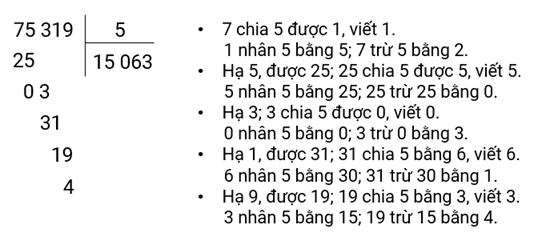 75 319 5
25 15 063
0 3
31
19
4
• 7 chia 5 được 1, viết 1.
1 nhân 5 bằng 5; 7 trừ 5 bằng 2.
• Hạ 5, được 25; 25 chia 5 được 5, viết 5.
5 nhân 5 bằng 25; 25 trừ 25 bằng 0.
• Hạ 3; 3 chia 5 được 0, viết 0.
0 nhân 5 bằng 0; 3 trừ 0 bằng 3.
• Hạ 1, được 31; 31 chia 5 bằng 6, viết 6.
6 nhân 5 bằng 30; 31 trừ 30 bằng 1.
• Hạ 9, được 19; 19 chia 5 bằng 3, viết 3.
3 nhân 5 bằng 15; 19 trừ 15 bằng 4.